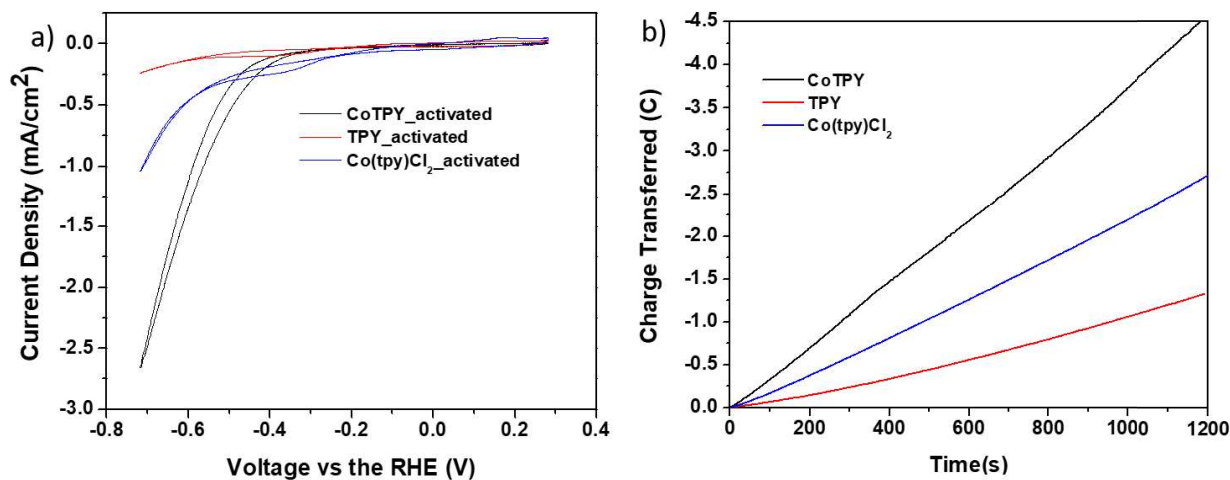 a)
0.0
-0.5
-1.0
-1.5
-2.0
-2.5
-3.0
Current Density (mA/cm²)
CoTPY_activated
TPY_activated
Co(tpy)Cl₂_activated
-0.8 -0.6 -0.4 -0.2 0.0 0.2 0.4
Voltage vs the RHE (V)
b)
-4.5
-4.0
-3.5
-3.0
-2.5
-2.0
-1.5
-1.0
-0.5
0.0
Charge Transferred (C)
CoTPY
TPY
Co(tpy)Cl₂
0 200 400 600 800 1000 1200
Time(s)